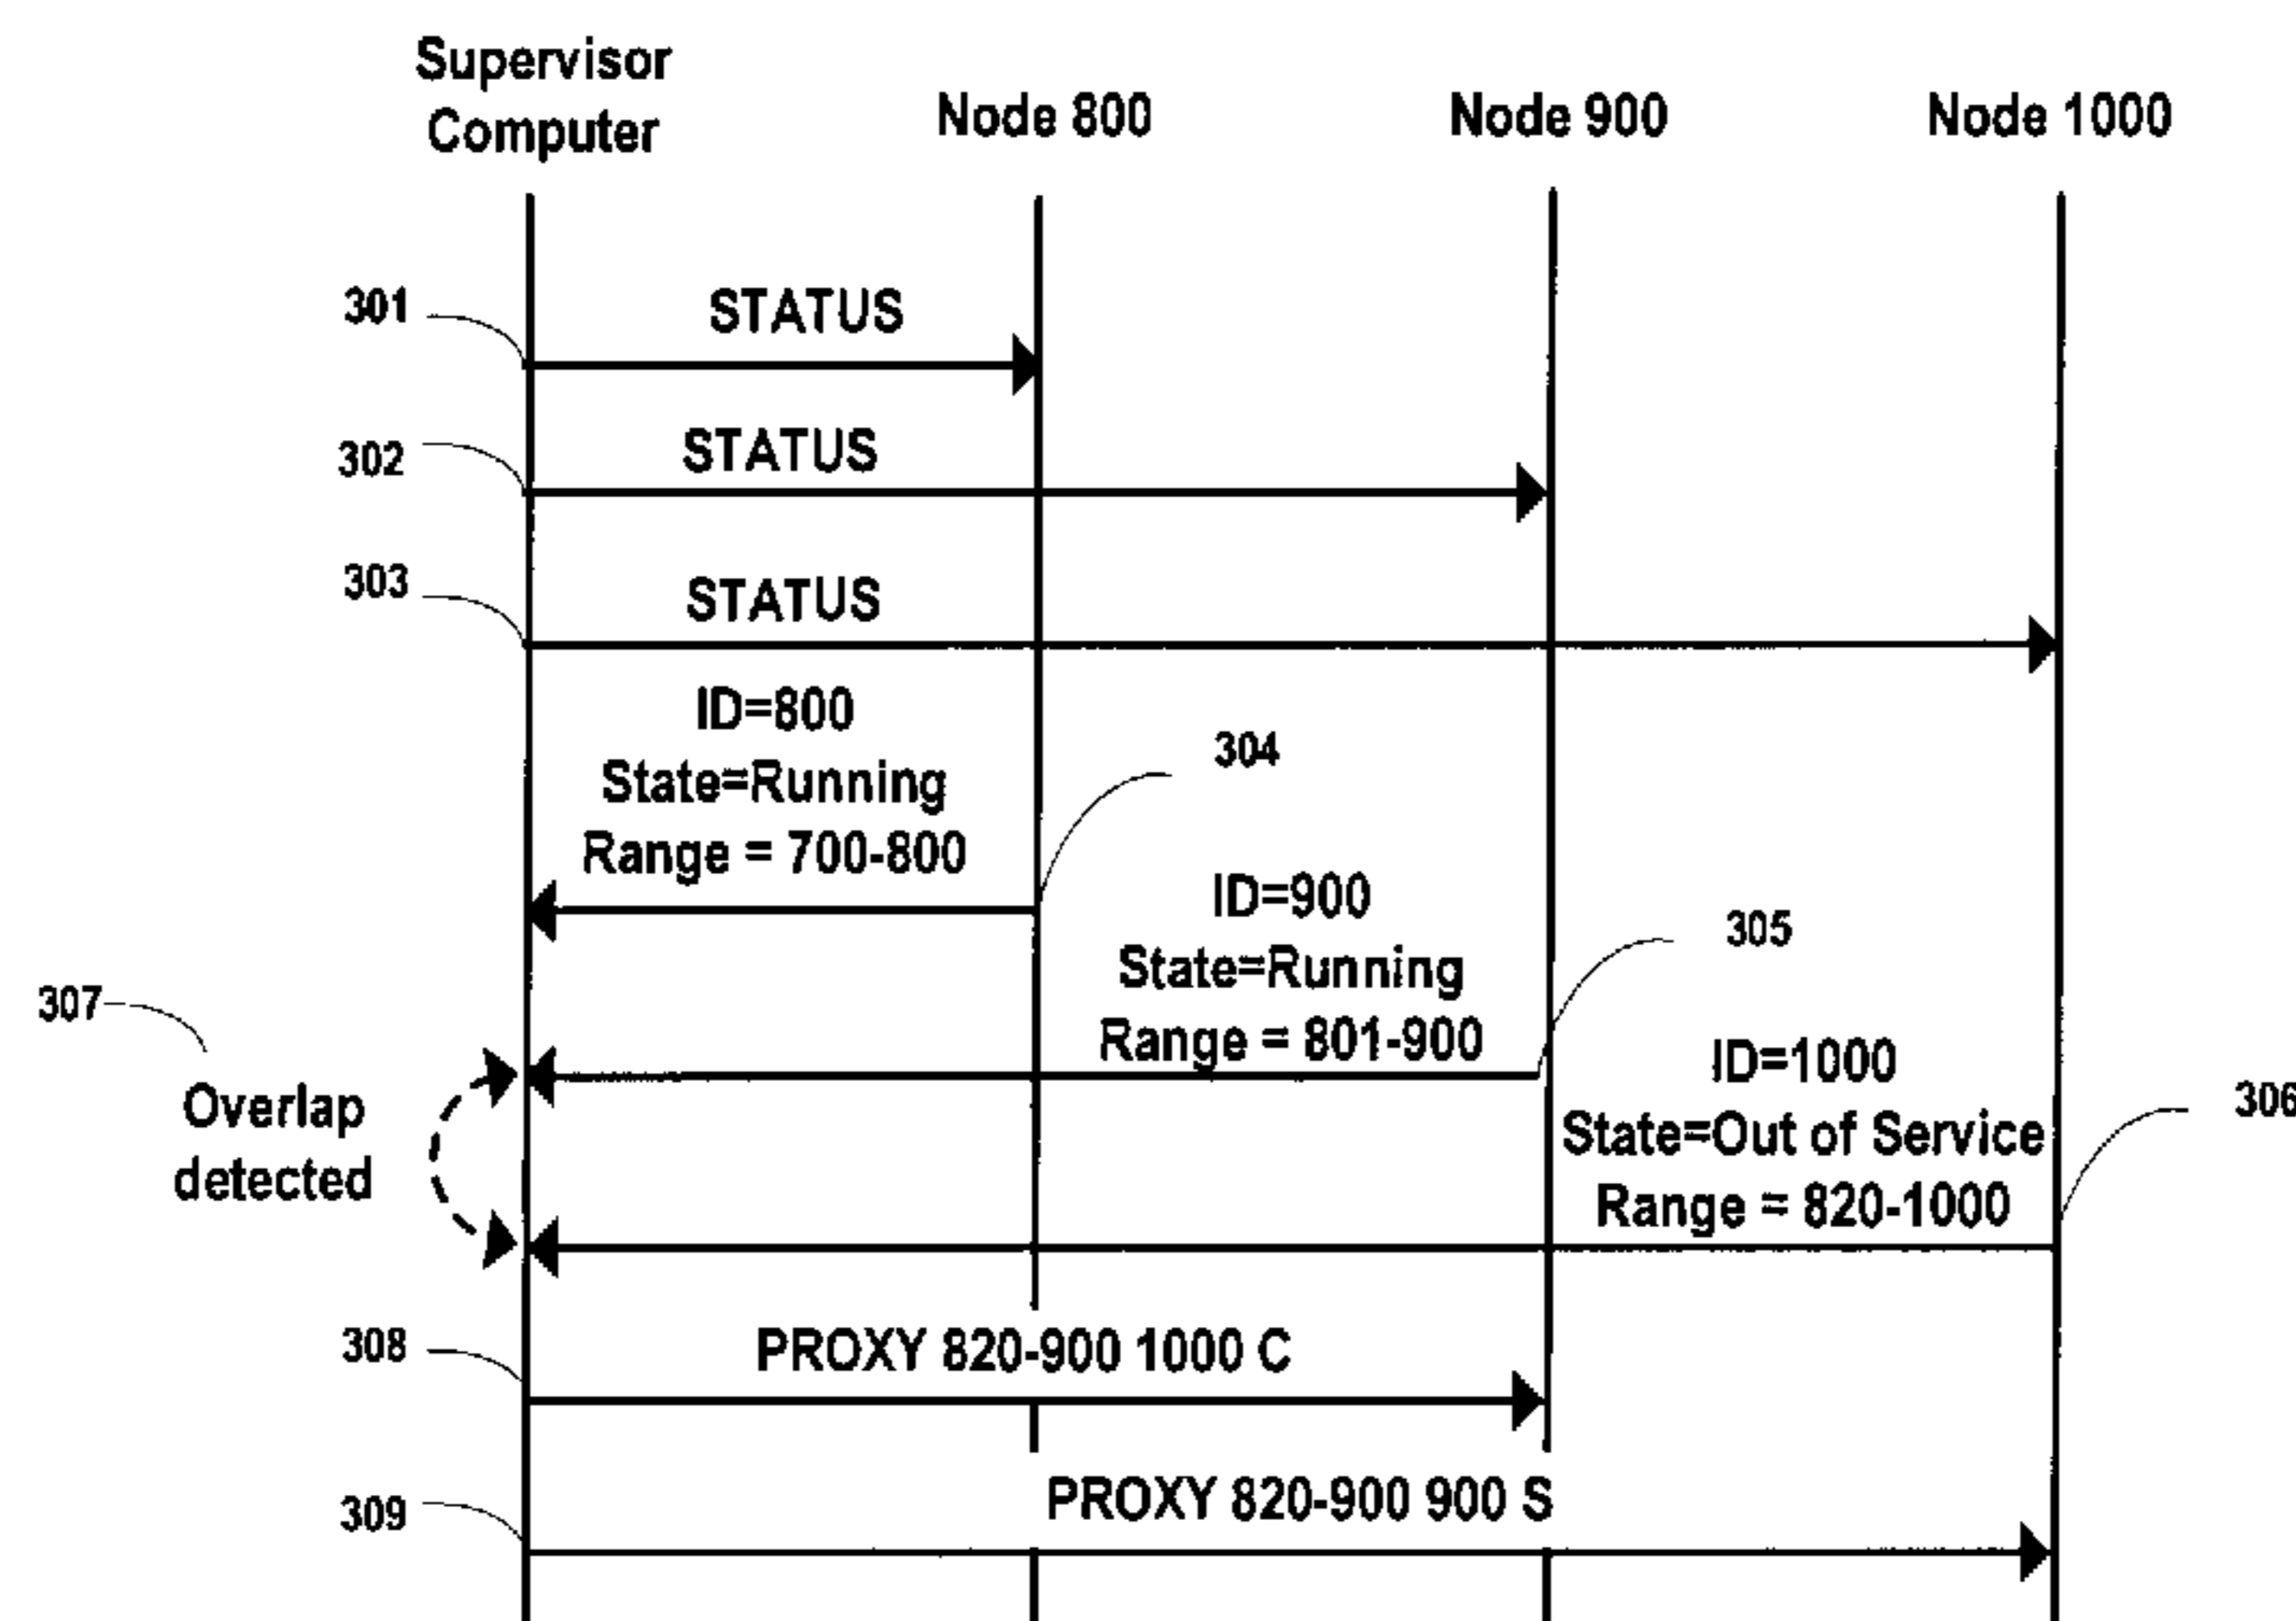 Supervisor
Computer
Node 800
Node 900
Node 1000
301
STATUS
302
STATUS
303
STATUS
ID=800
State=Running
Range = 700-800
304
ID=900
State=Running
Range = 801-900
305
307
Overlap
detected
ID=1000
State=Out of Service
Range = 820-1000
306
308
PROXY 820-900 1000 C
309
PROXY 820-900 900 S